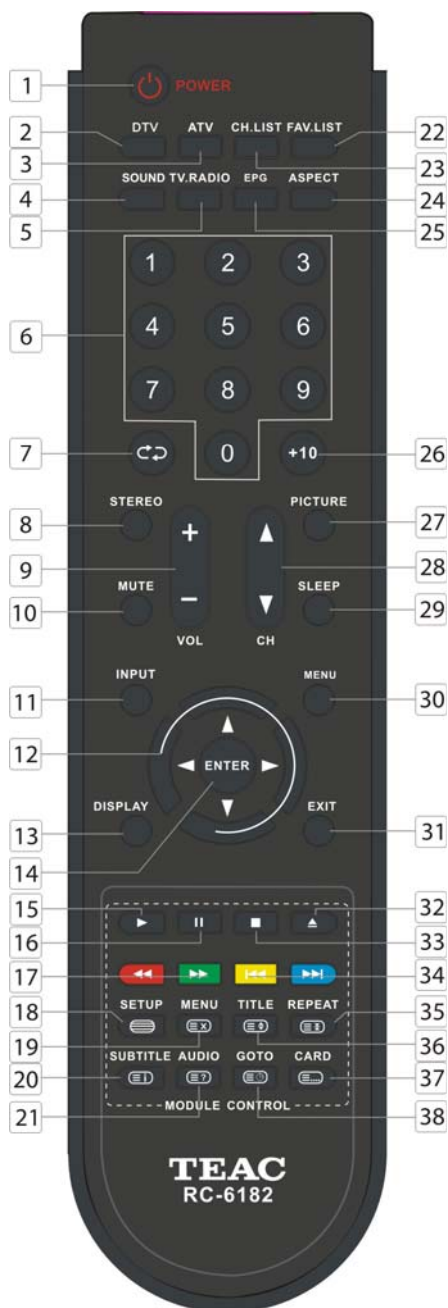 1 POWER
2 DTV ATV CH.LIST FAV.LIST 22
3 23
4 SOUND TV.RADIO EPG ASPECT 24
5 25
1 2 3
6 4 5 6
7 8 9
7 0 +10 26
8 STEREO PICTURE 27
9 + 28
10 MUTE − SLEEP 29
VOL CH
11 INPUT MENU 30
12 ENTER
13 DISPLAY EXIT 31
14
15 32
16 33
17 34
18 SETUP MENU TITLE REPEAT 35
19 36
20 SUBTITLE AUDIO GOTO CARD 37
21 MODULE CONTROL 38
TEAC
RC-6182